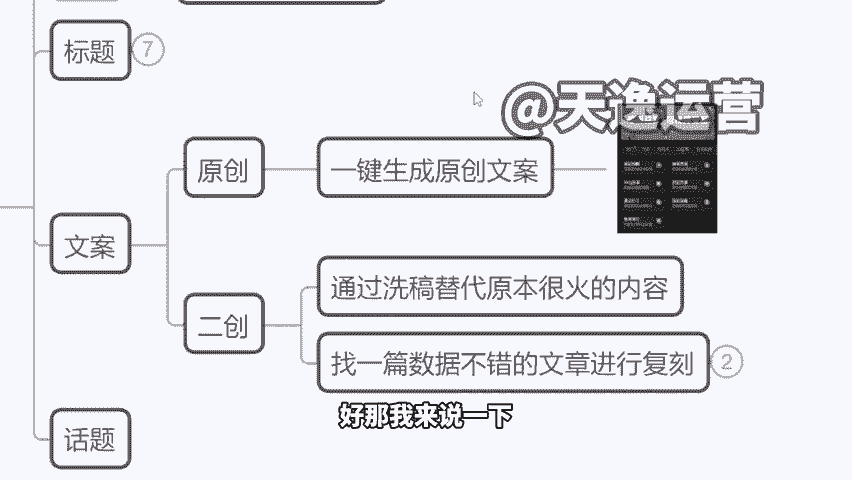 标题
7
@天逸运营
原创
一键生成原创文案
文案
通过洗稿替代原本很火的内容
二创
找一篇数据不错的文章进行复刻
2
好那我来说一下
话题